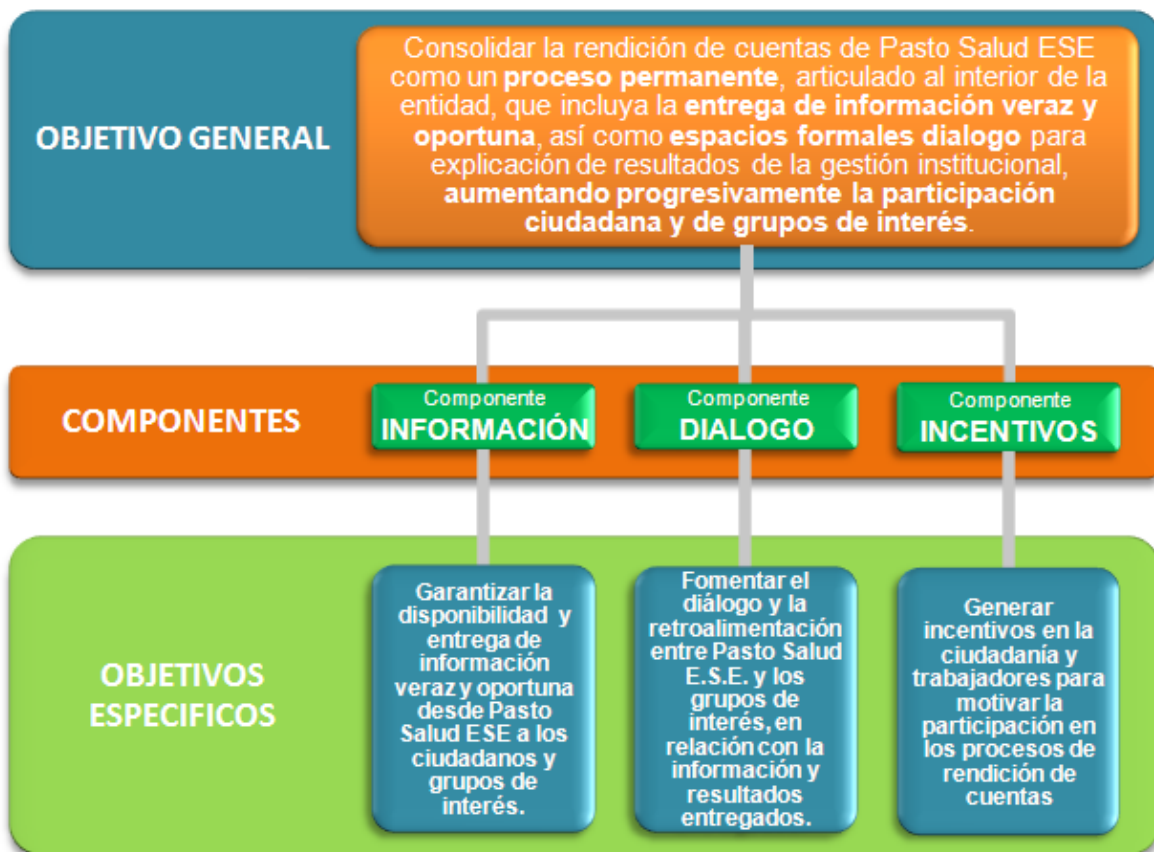 OBJETIVO GENERAL
Consolidar la rendición de cuentas de Pasto Salud ESE
como un proceso permanente, articulado al interior de la
entidad, que incluya la entrega de información veraz y
oportuna, así como espacios formales dialogo para
explicación de resultados de la gestión institucional,
aumentando progresivamente la participación
ciudadana y de grupos de interés.
COMPONENTES
Componente
INFORMACIÓN
Componente
DIALOGO
Componente
INCENTIVOS
OBJETIVOS
ESPECIFICOS
Garantizar la
disponibilidad y
entrega de
información
veraz y oportuna
desde Pasto
Salud ESE a los
ciudadanos y
grupos de
interés.
Fomentar el
diálogo y la
retroalimentación
entre Pasto Salud
E.S.E. y los
grupos de
interés, en
relación con la
información y
resultados
entregados.
Generar
incentivos en la
ciudadanía y
trabajadores para
motivar la
participación en
los procesos de
rendición de
cuentas